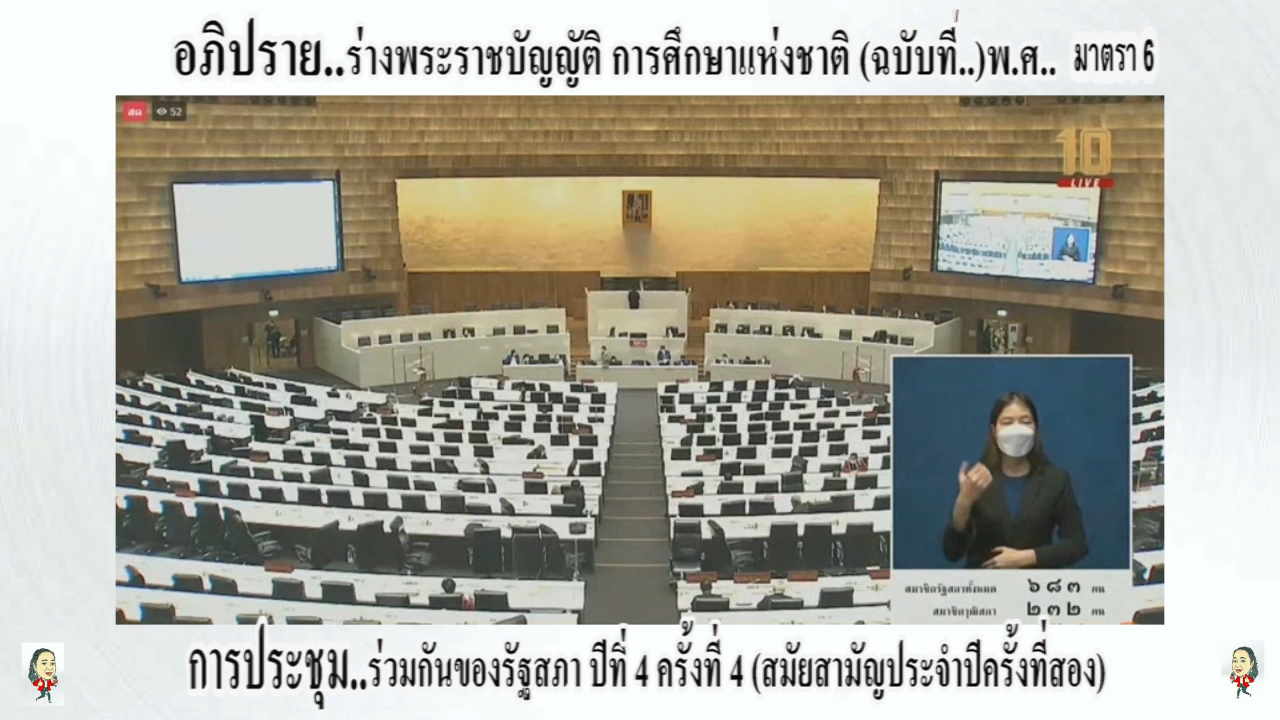 อภิปราย..ร่างพระราชบัญญัติ การศึกษาแห่งชาติ (ฉบับที่..)พ.ศ.. มาตรา 6
สด 52
10
LIVE
สมาชิกรัฐสภาทั้งหมด ๖๘๓ คน
สมาชิกวุฒิสภา ๒๓๒ คน
การประชุม..ร่วมกันของรัฐสภา ปีที่ 4 ครั้งที่ 4 (สมัยสามัญประจำปีครั้งที่สอง)